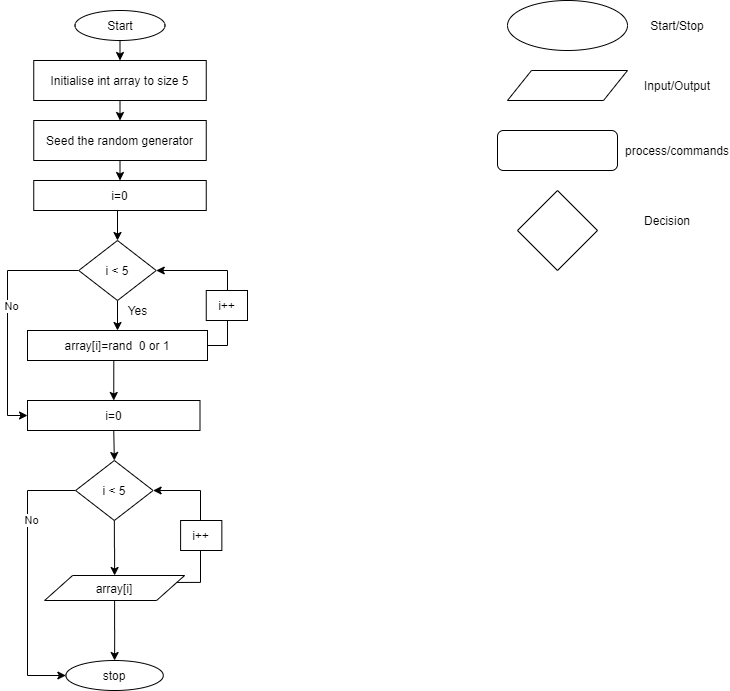 Start
Initialise int array to size 5
Seed the random generator
i=0
i < 5
No
Yes
i++
array[i]=rand  0 or 1
i=0
i < 5
No
i++
array[i]
stop
Start/Stop
Input/Output
process/commands
Decision